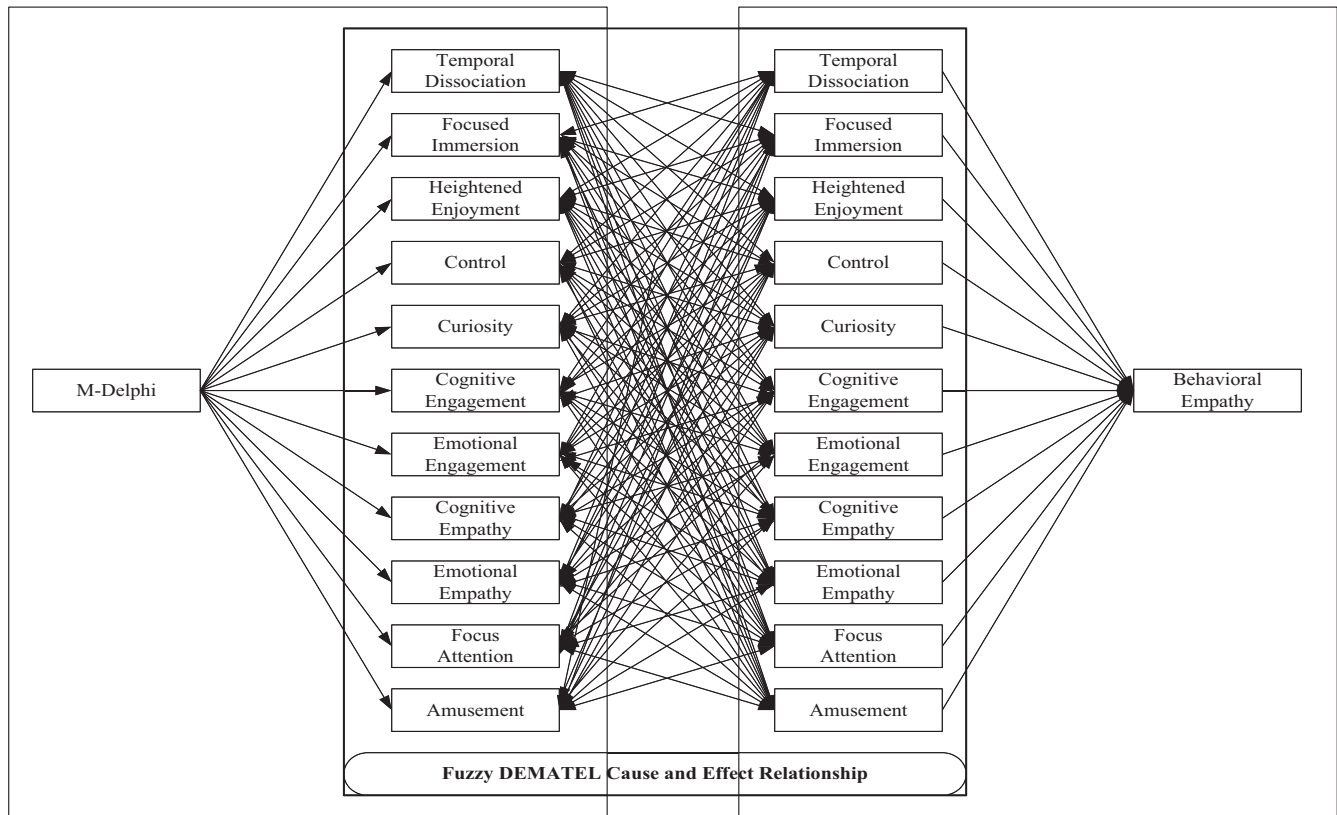 M-Delphi
Temporal
Dissociation
Focused
Immersion
Heightened
Enjoyment
Control
Curiosity
Cognitive
Engagement
Emotional
Engagement
Cognitive
Empathy
Emotional
Empathy
Focus
Attention
Amusement
Temporal
Dissociation
Focused
Immersion
Heightened
Enjoyment
Control
Curiosity
Cognitive
Engagement
Emotional
Engagement
Cognitive
Empathy
Emotional
Empathy
Focus
Attention
Amusement
Behavioral
Empathy
Fuzzy DEMATEL Cause and Effect Relationship